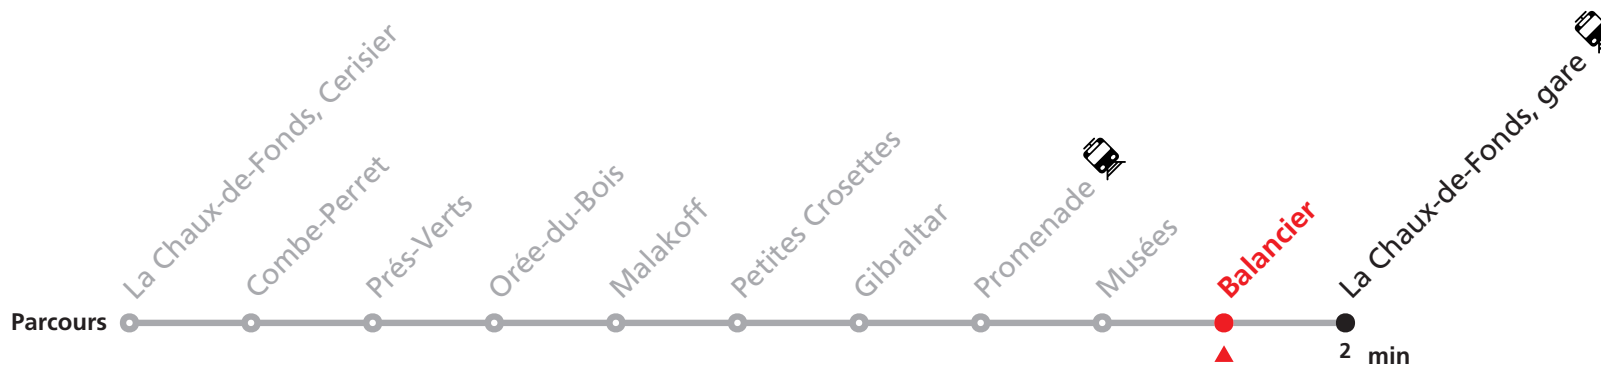 La Chaux-de-Fonds, Cerisier
Combe-Perret
Prés-Verts
Orée-du-Bois
Malakoff
Petites Crosettes
Gibraltar
Promenade
Musées
Balancier
La Chaux-de-Fonds, gare
Parcours
2 min